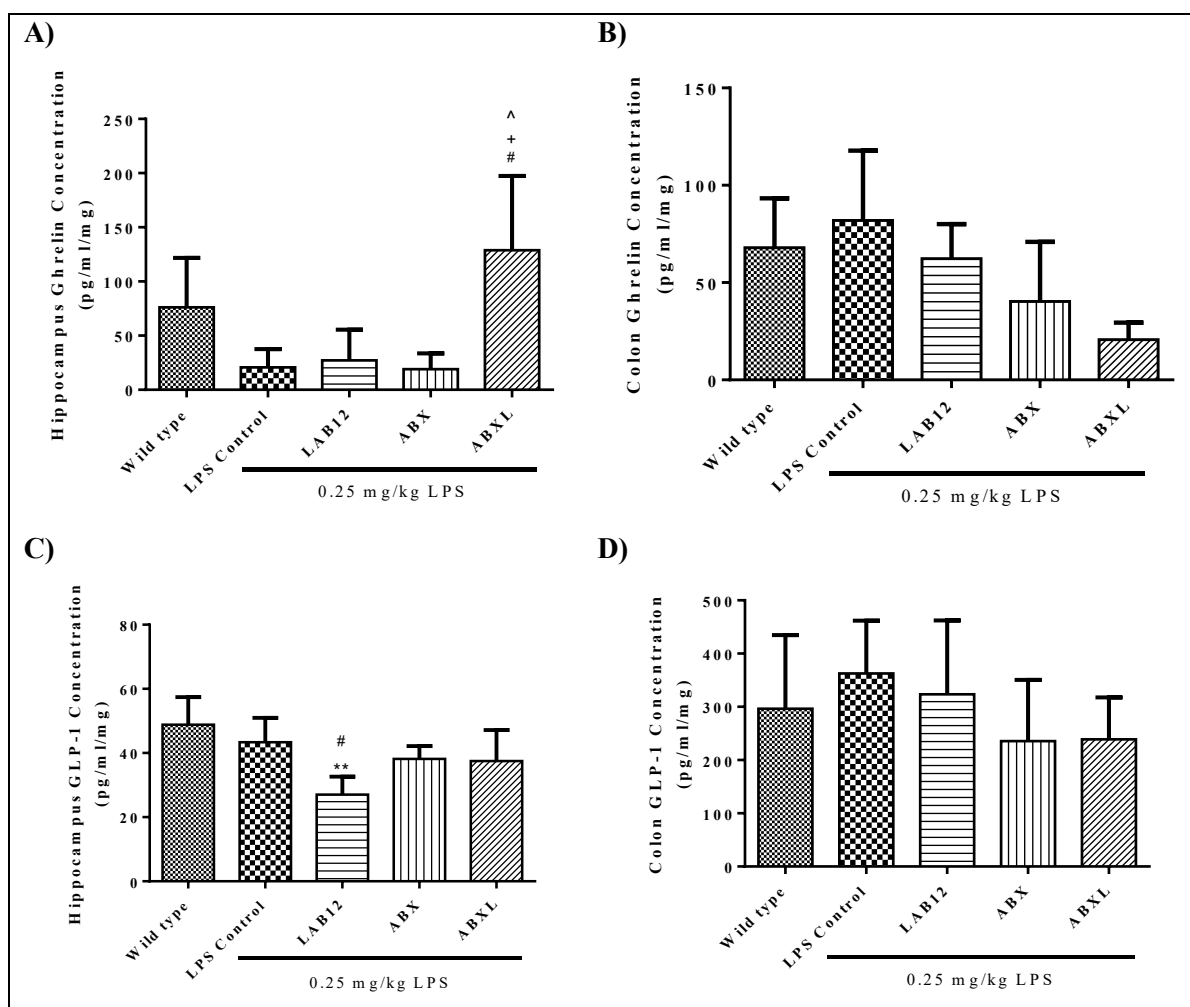 A)
Hippocampus Ghrelin Concentration
(pg/ml/mg)
250
200
150
100
50
0
^
+
#
Wild type
LPS Control
LAB12
ABX
ABXL
0.25 mg/kg LPS
B)
Colon Ghrelin Concentration
(pg/ml/mg)
150
100
50
0
Wild type
LPS Control
LAB12
ABX
ABXL
0.25 mg/kg LPS
C)
Hippocampus GLP-1 Concentration
(pg/ml/mg)
80
60
40
20
0
#
**
Wild type
LPS Control
LAB12
ABX
ABXL
0.25 mg/kg LPS
D)
Colon GLP-1 Concentration
(pg/ml/mg)
500
400
300
200
100
0
Wild type
LPS Control
LAB12
ABX
ABXL
0.25 mg/kg LPS